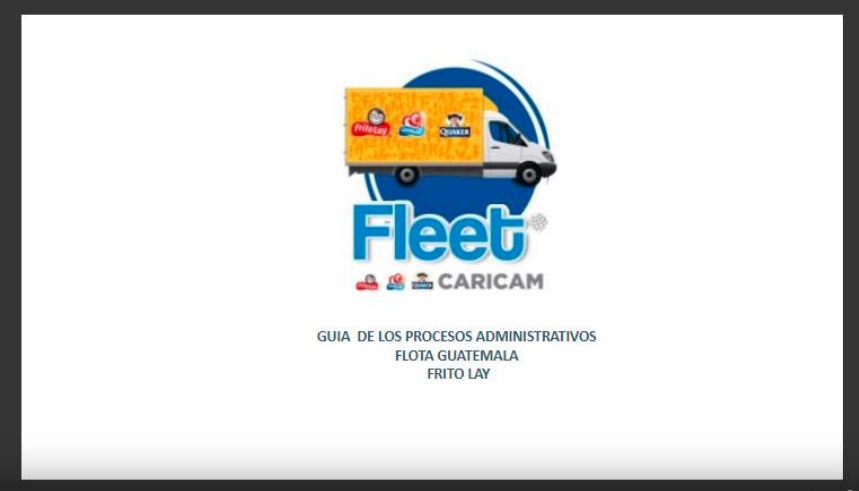 FritoLay
QUAKER
Fleet
CARICAM
GUIA DE LOS PROCESOS ADMINISTRATIVOS
FLOTA GUATEMALA
FRITO LAY